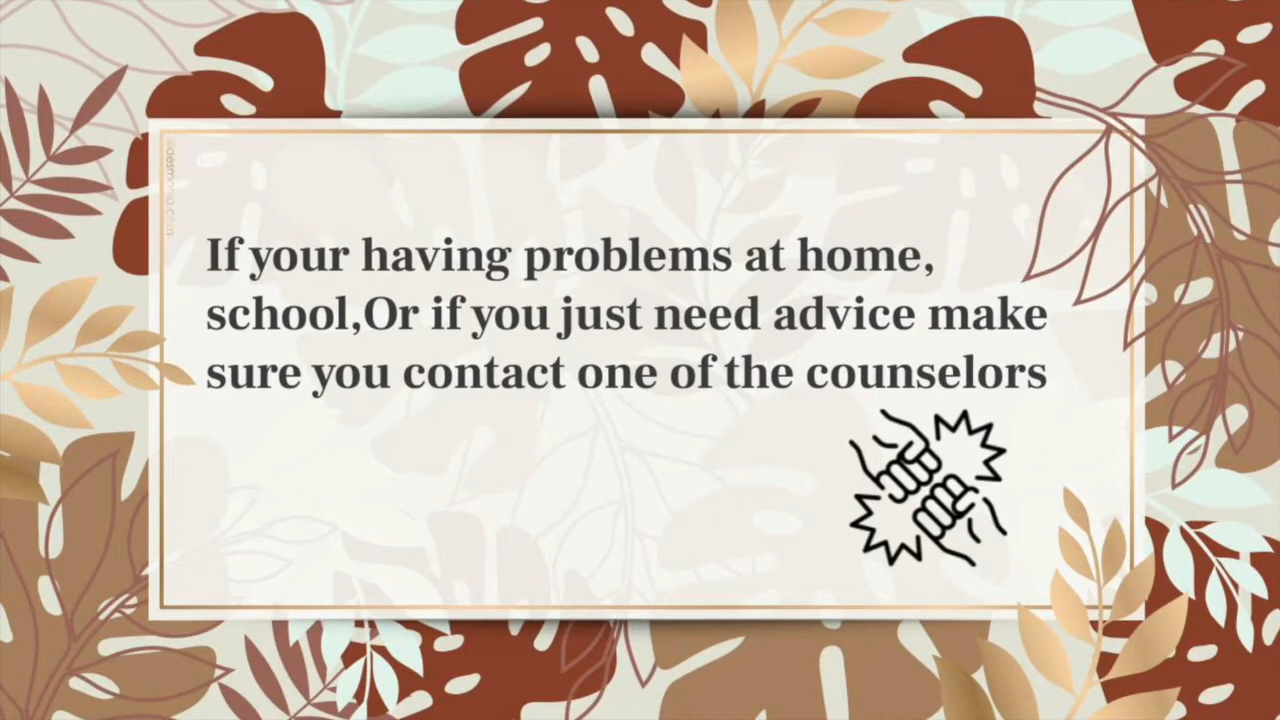 If your having problems at home,
school,Or if you just need advice make
sure you contact one of the counselors